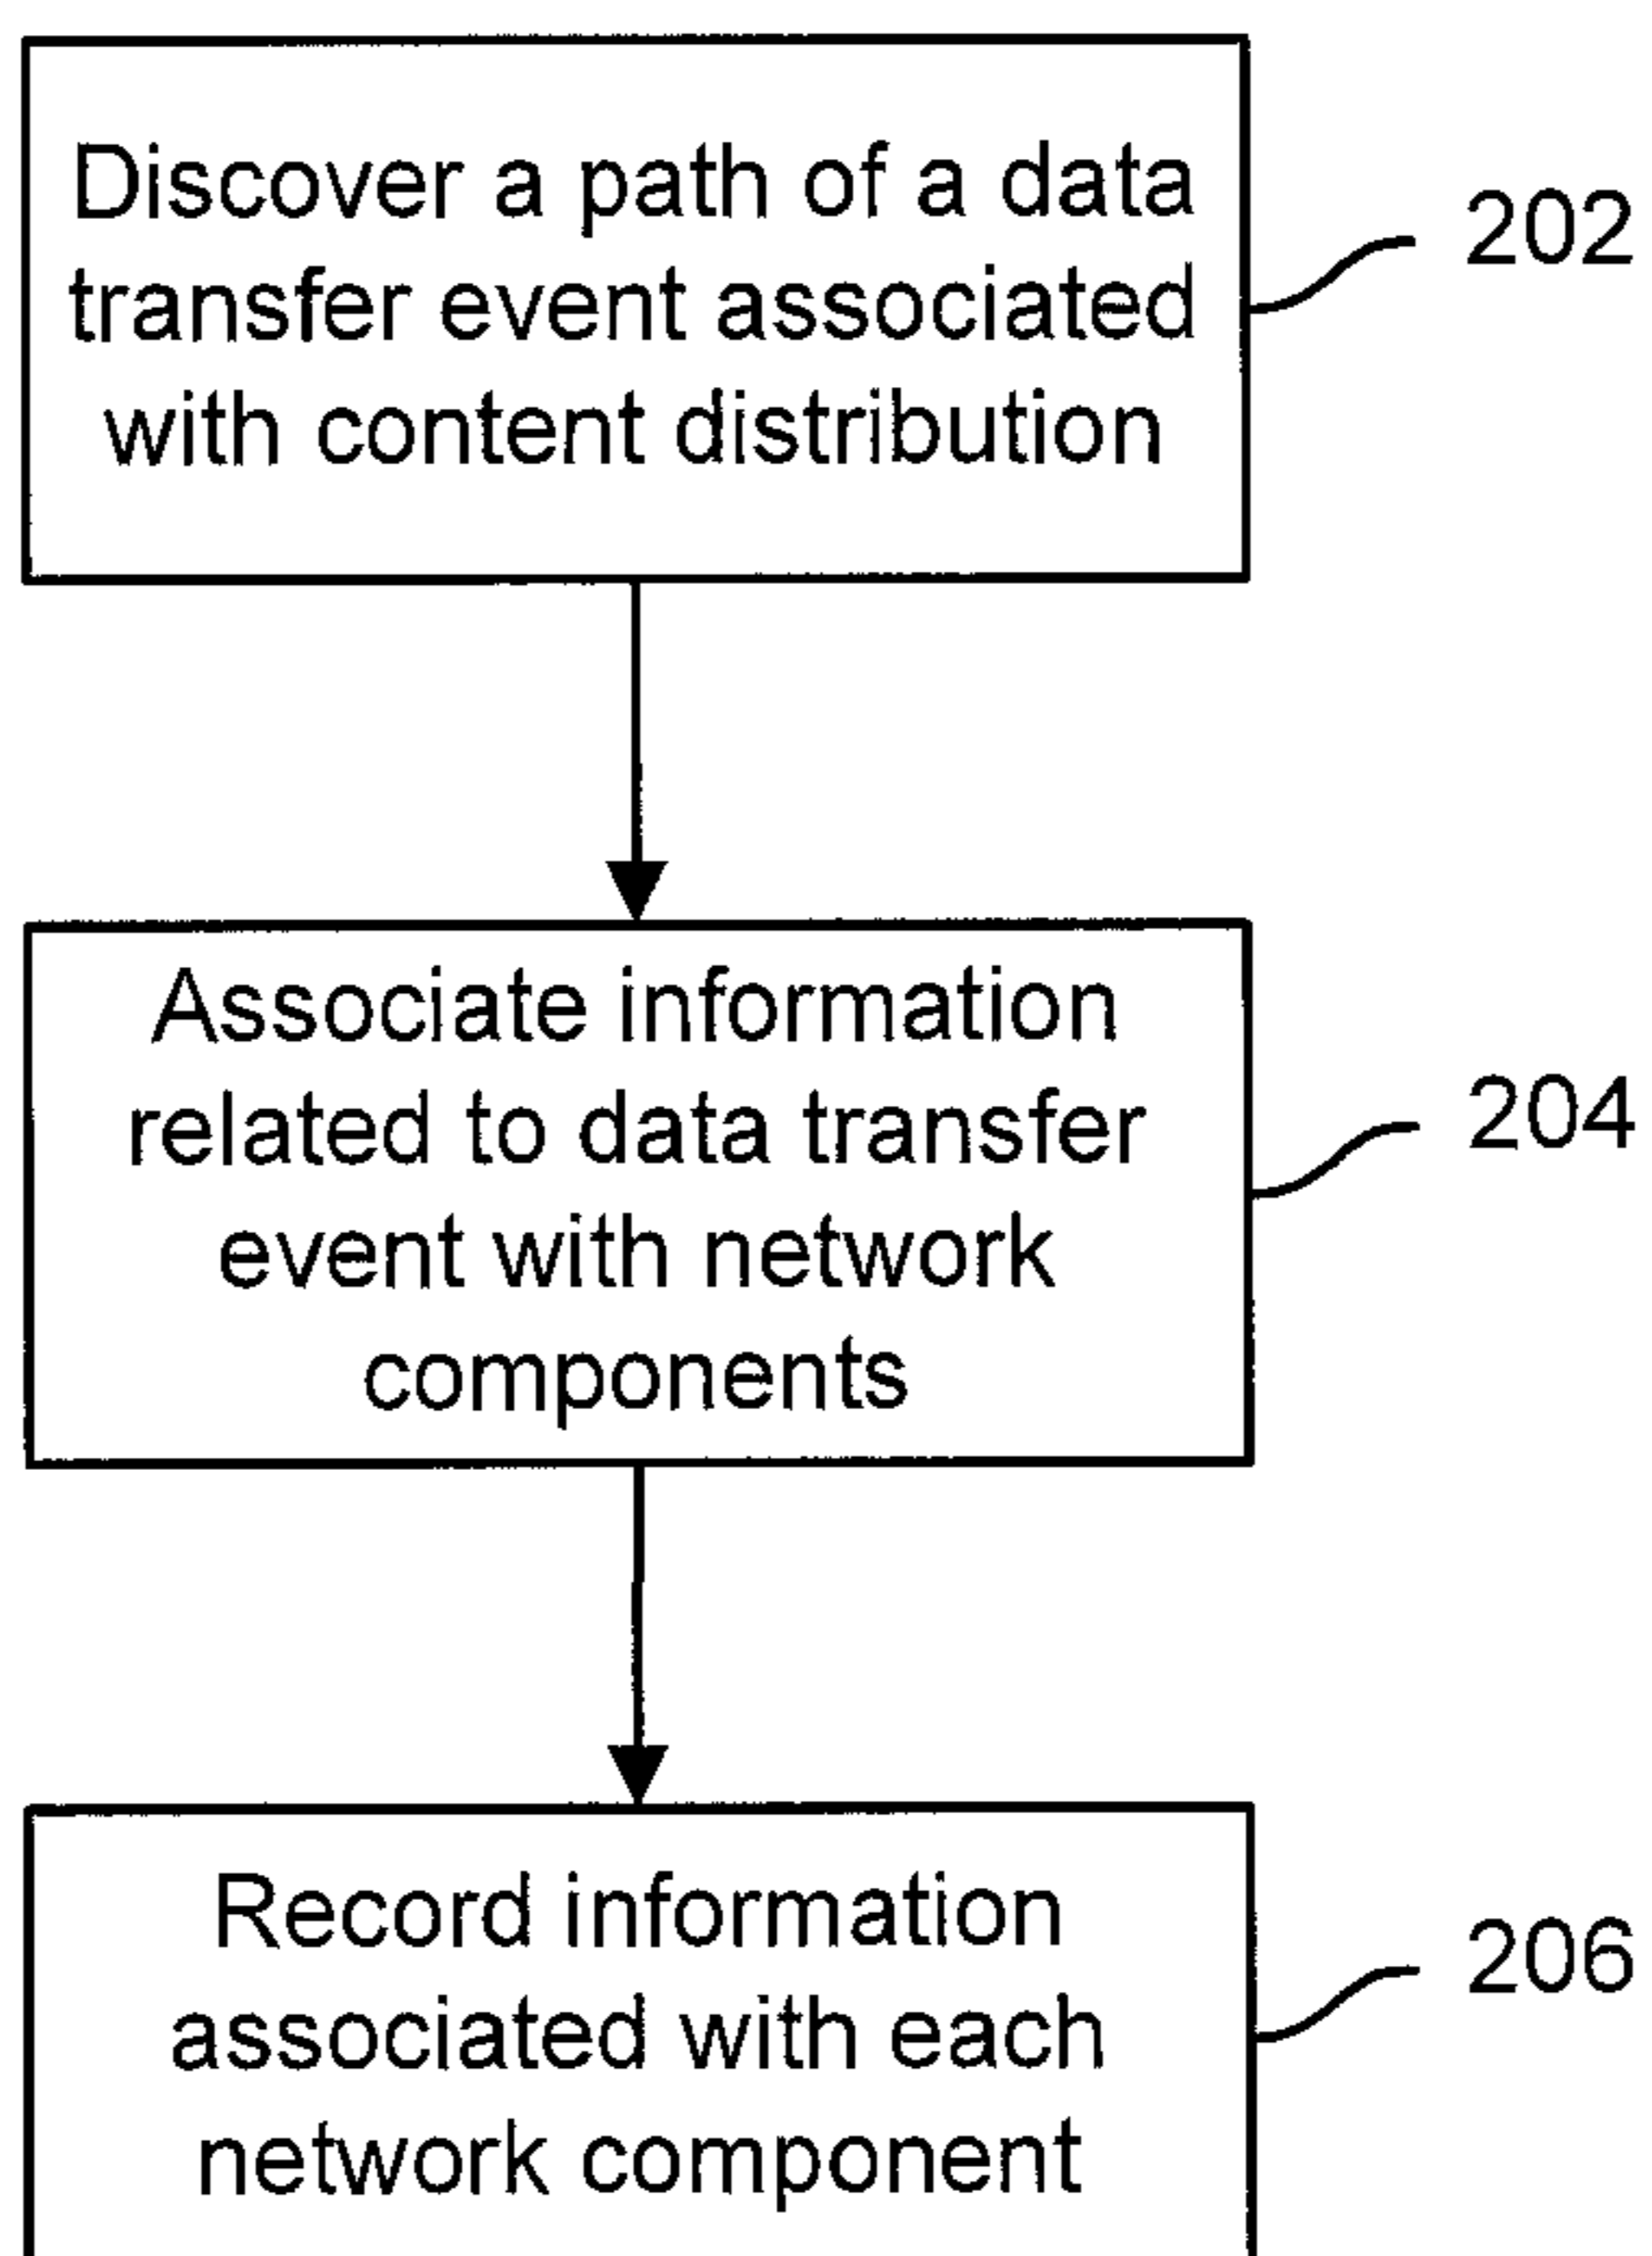 Discover a path of a data
transfer event associated
with content distribution
202
Associate information
related to data transfer
event with network
components
204
Record information
associated with each
network component
206